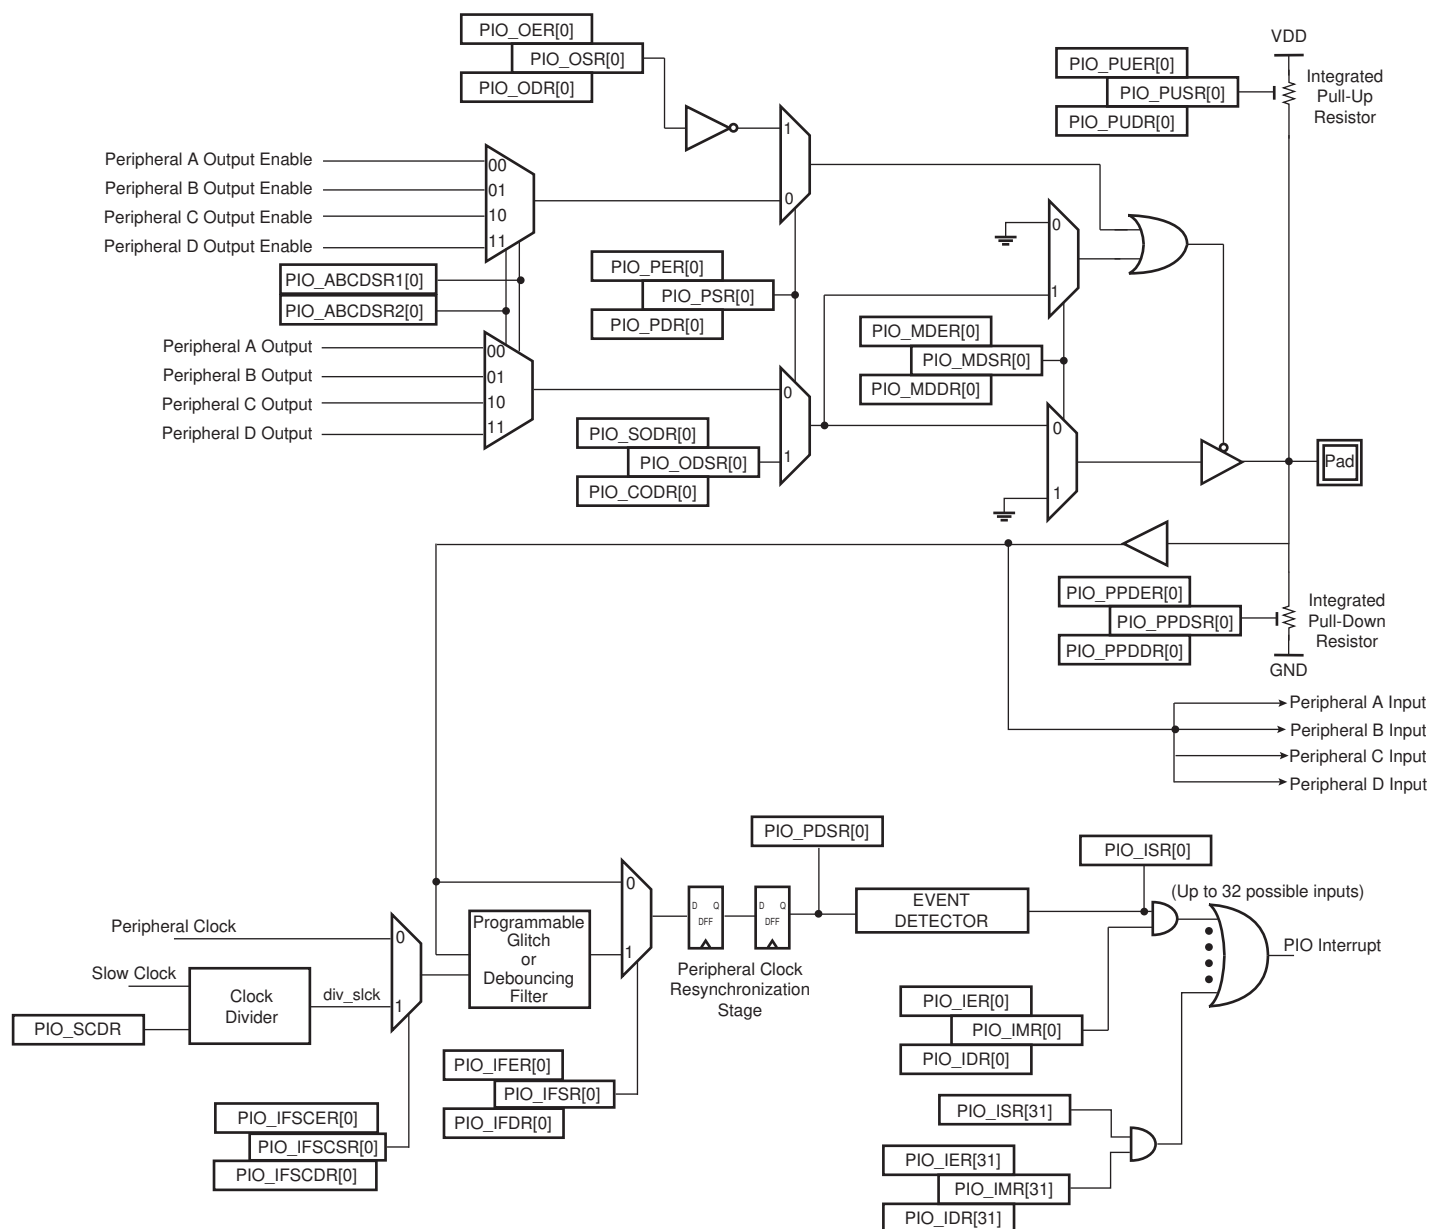 PIO_OER[0]
PIO_OSR[0]
PIO_ODR[0]
1
0
VDD
PIO_PUER[0]
PIO_PUSR[0]
PIO_PUDR[0]
Integrated
Pull-Up
Resistor
Peripheral A Output Enable
Peripheral B Output Enable
Peripheral C Output Enable
Peripheral D Output Enable
00
01
10
11
PIO_ABCDSR1[0]
PIO_ABCDSR2[0]
PIO_PER[0]
PIO_PSR[0]
PIO_PDR[0]
0
1
PIO_MDER[0]
PIO_MDSR[0]
PIO_MDDR[0]
Peripheral A Output
Peripheral B Output
Peripheral C Output
Peripheral D Output
00
01
10
11
0
1
PIO_SODR[0]
PIO_ODSR[0]
PIO_CODR[0]
0
1
Pad
PIO_PPDER[0]
PIO_PPDSR[0]
PIO_PPDDR[0]
Integrated
Pull-Down
Resistor
GND
Peripheral A Input
Peripheral B Input
Peripheral C Input
Peripheral D Input
PIO_PDSR[0]
PIO_ISR[0]
(Up to 32 possible inputs)
EVENT
DETECTOR
PIO Interrupt
0
1
D Q
DFF
D Q
DFF
Peripheral Clock
Resynchronization
Stage
Programmable
Glitch
or
Debouncing
Filter
Peripheral Clock
0
1
Slow Clock
Clock
Divider
div_slck
PIO_SCDR
PIO_IER[0]
PIO_IMR[0]
PIO_IDR[0]
PIO_IFER[0]
PIO_IFSR[0]
PIO_IFDR[0]
PIO_IFSCER[0]
PIO_IFSCSR[0]
PIO_IFSCDR[0]
PIO_ISR[31]
PIO_IER[31]
PIO_IMR[31]
PIO_IDR[31]